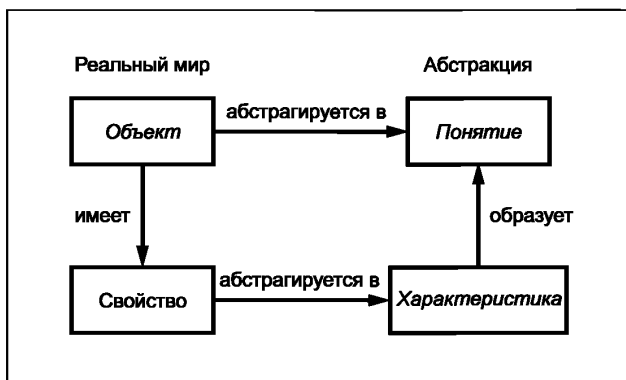 Реальный мир
Абстракция
абстрагируется в
Объект
Понятие
имеет
образует
абстрагируется в
Свойство
Характеристика